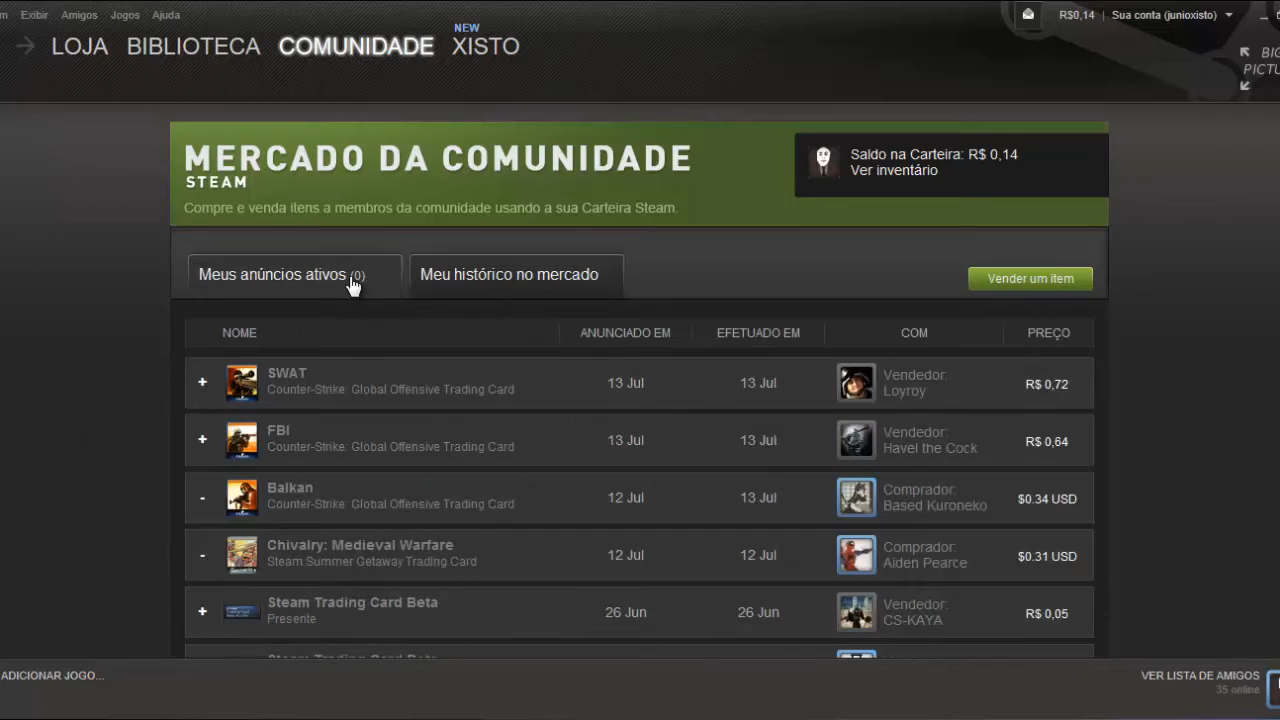 m Exibir Amigos Jogos Ajuda
R$0,14 Sua conta (junioxisto)
NEW
LOJA BIBLIOTECA COMUNIDADE XISTO
BIG
PICTU
MERCADO DA COMUNIDADE
STEAM
Compre e venda itens a membros da comunidade usando a sua Carteira Steam.
Saldo na Carteira: R$ 0,14
Ver inventário
Meus anúncios ativos (0) Meu histórico no mercado Vender um item
NOME ANUNCIADO EM EFETUADO EM COM PREÇO
+ SWAT
Counter-Strike: Global Offensive Trading Card
13 Jul 13 Jul
Vendedor:
Loyroy
R$ 0,72
+ FBI
Counter-Strike: Global Offensive Trading Card
13 Jul 13 Jul
Vendedor:
Havel the Cock
R$ 0,64
- Balkan
Counter-Strike: Global Offensive Trading Card
12 Jul 13 Jul
Comprador:
Based Kuroneko
$0.34 USD
- Chivalry: Medieval Warfare
Steam Summer Getaway Trading Card
12 Jul 12 Jul
Comprador:
Aiden Pearce
$0.31 USD
+ Steam Trading Card Beta
Presente
26 Jun 26 Jun
Vendedor:
CS-KAYA
R$ 0,05
Steam Trading Card Beta
ADICIONAR JOGO...
VER LISTA DE AMIGOS
35 online